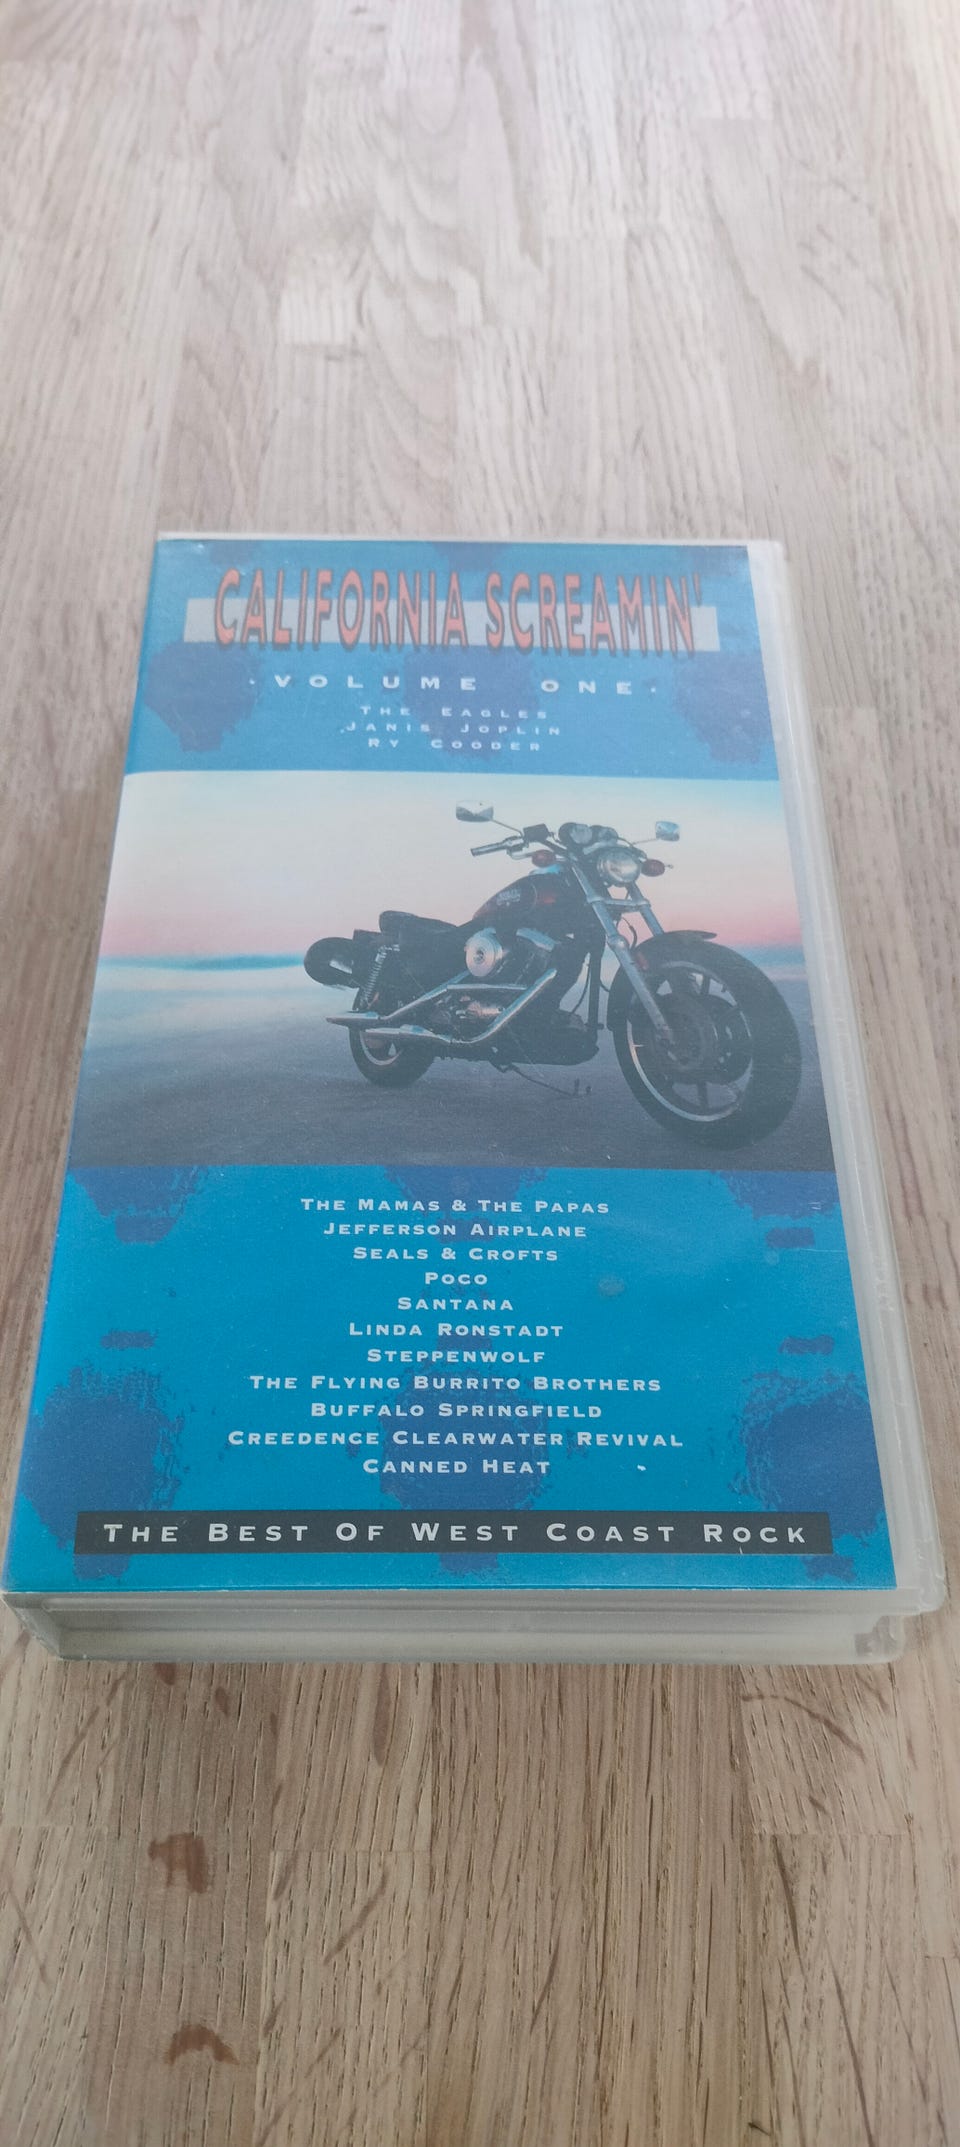 CALIFORNIA SCREAMIN'
·VOLUME ONE·
THE EAGLES
JANIS JOPLIN
RY COODER
THE MAMAS & THE PAPAS
JEFFERSON AIRPLANE
SEALS & CROFTS
POCO
SANTANA
LINDA RONSTADT
STEPPENWOLF
THE FLYING BURRITO BROTHERS
BUFFALO SPRINGFIELD
CREEDENCE CLEARWATER REVIVAL
CANNED HEAT
THE BEST OF WEST COAST ROCK